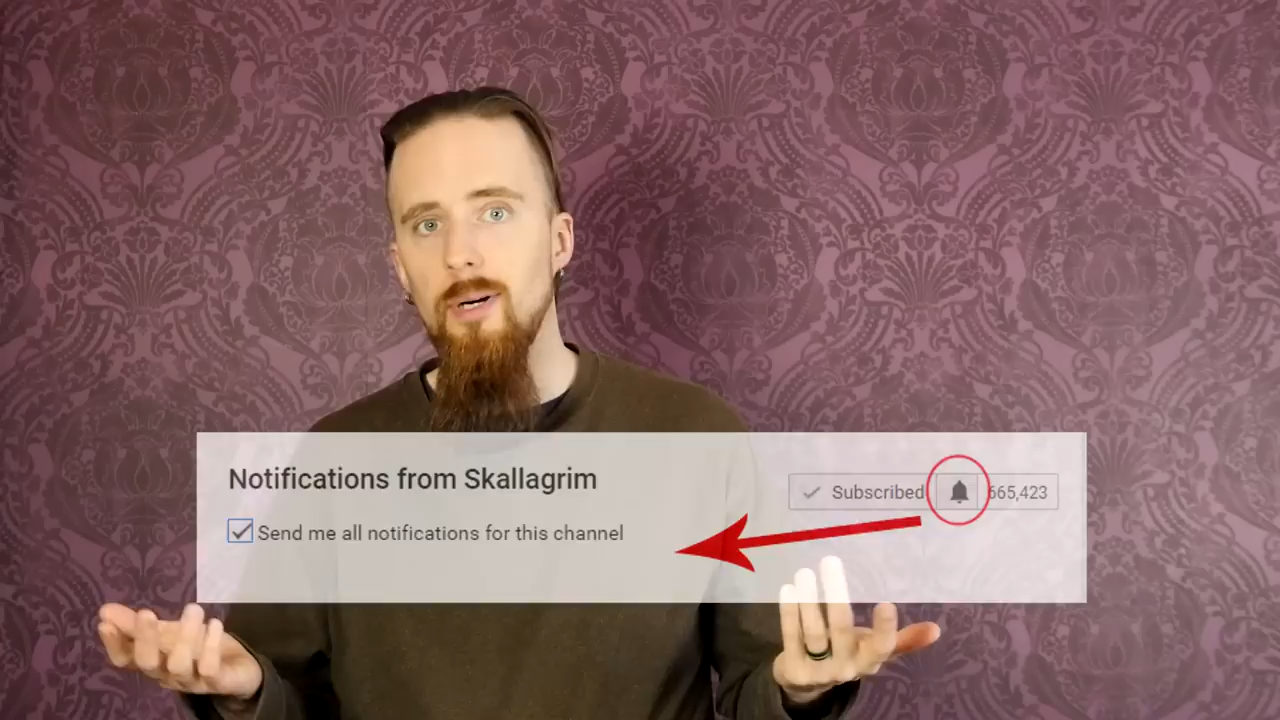 Notifications from Skallagrim
Subscribed 665,423
Send me all notifications for this channel